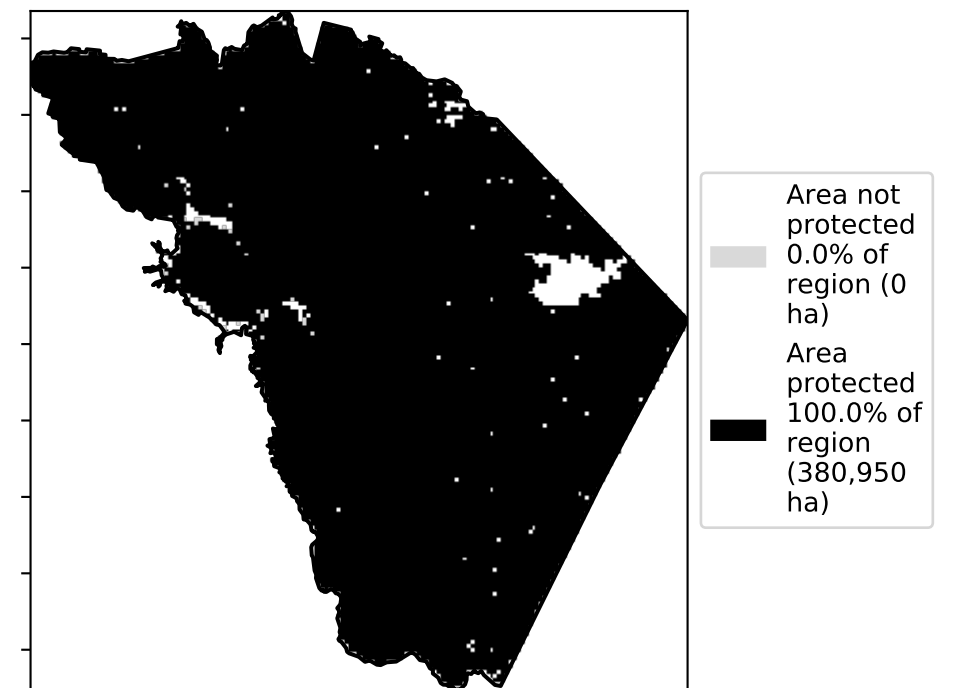 Area not
protected
0.0% of
region (0
ha)
Area
protected
100.0% of
region
(380,950
ha)